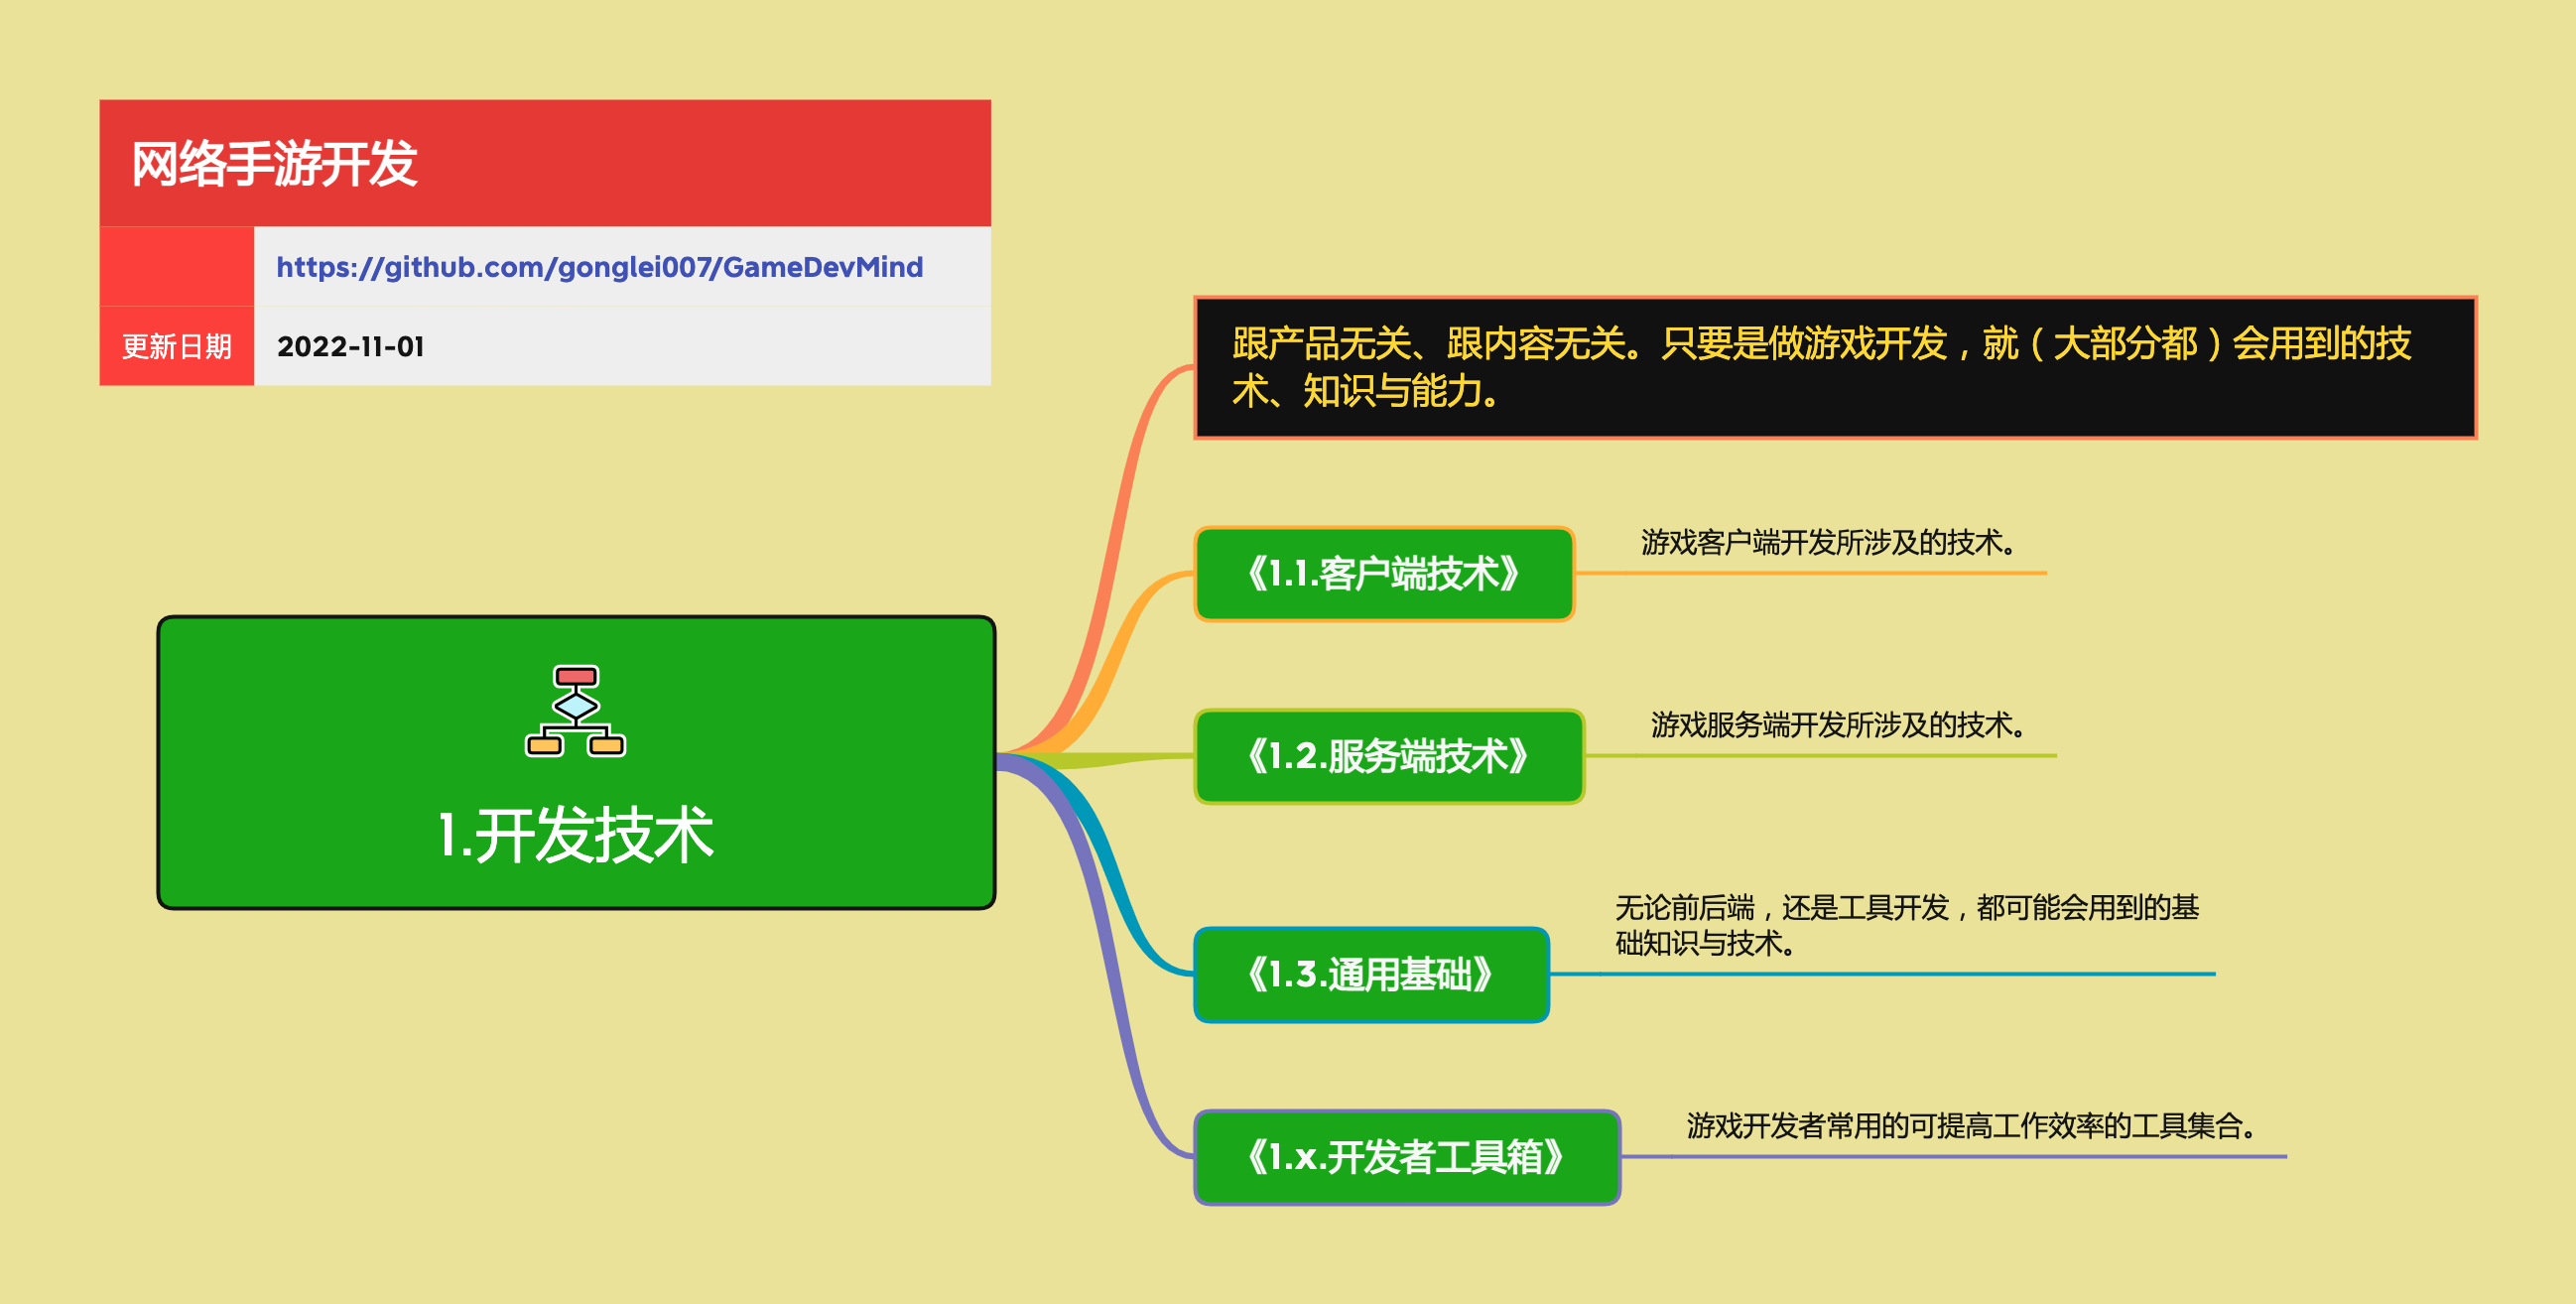 网络手游开发
https://github.com/gonglei007/GameDevMind
更新日期
2022-11-01
跟产品无关、跟内容无关。只要是做游戏开发，就（大部分都）会用到的技
术、知识与能力。
1.开发技术
《1.1.客户端技术》
游戏客户端开发所涉及的技术。
《1.2.服务端技术》
游戏服务端开发所涉及的技术。
《1.3.通用基础》
无论前后端，还是工具开发，都可能会用到的基
础知识与技术。
《1.x.开发者工具箱》
游戏开发者常用的可提高工作效率的工具集合。